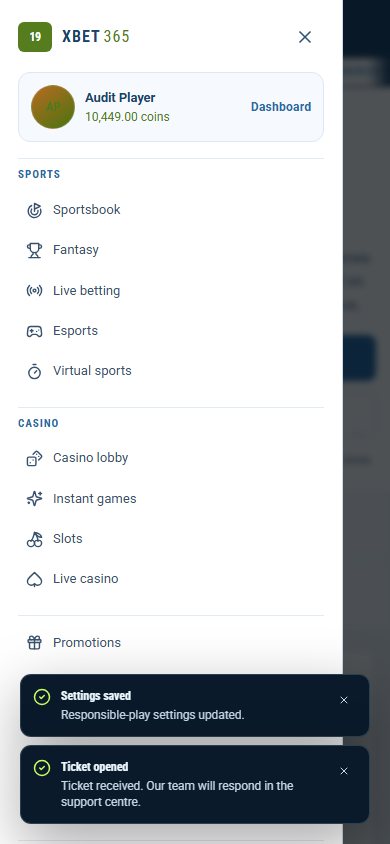 19 XBET 365
AP
Audit Player
10,449.00 coins
Dashboard
SPORTS
Sportsbook
Fantasy
Live betting
Esports
Virtual sports
CASINO
Casino lobby
Instant games
Slots
Live casino
Promotions
Settings saved
Responsible-play settings updated.
Ticket opened
Ticket received. Our team will respond in the
support centre.